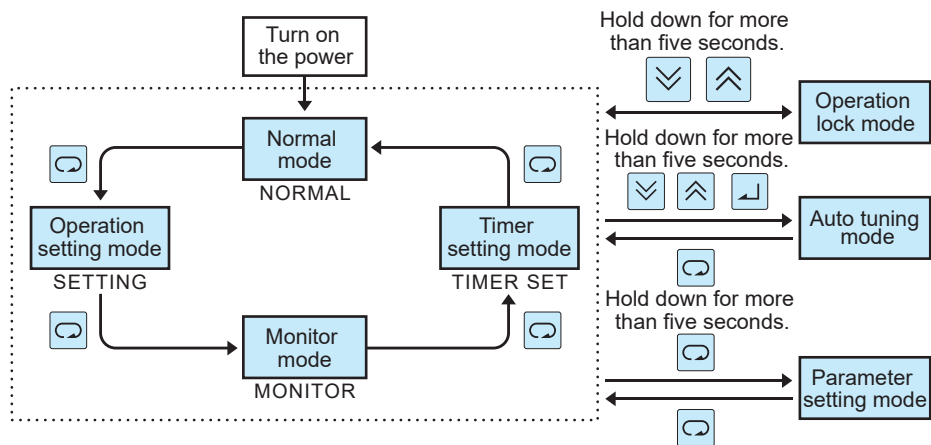 Turn on
the power
Normal
mode
NORMAL
Operation
setting mode
SETTING
Timer
setting mode
TIMER SET
Monitor
mode
MONITOR
Hold down for more
than five seconds.
Operation
lock mode
Hold down for more
than five seconds.
Auto tuning
mode
Hold down for more
than five seconds.
Parameter
setting mode